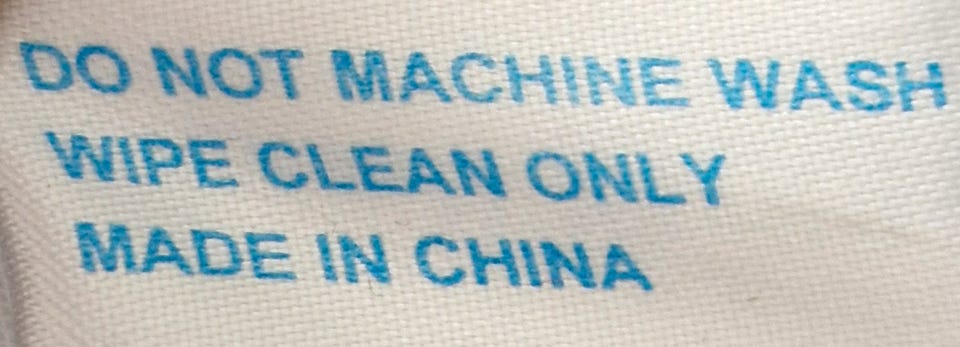 DO NOT MACHINE WASH
WIPE CLEAN ONLY
MADE IN CHINA